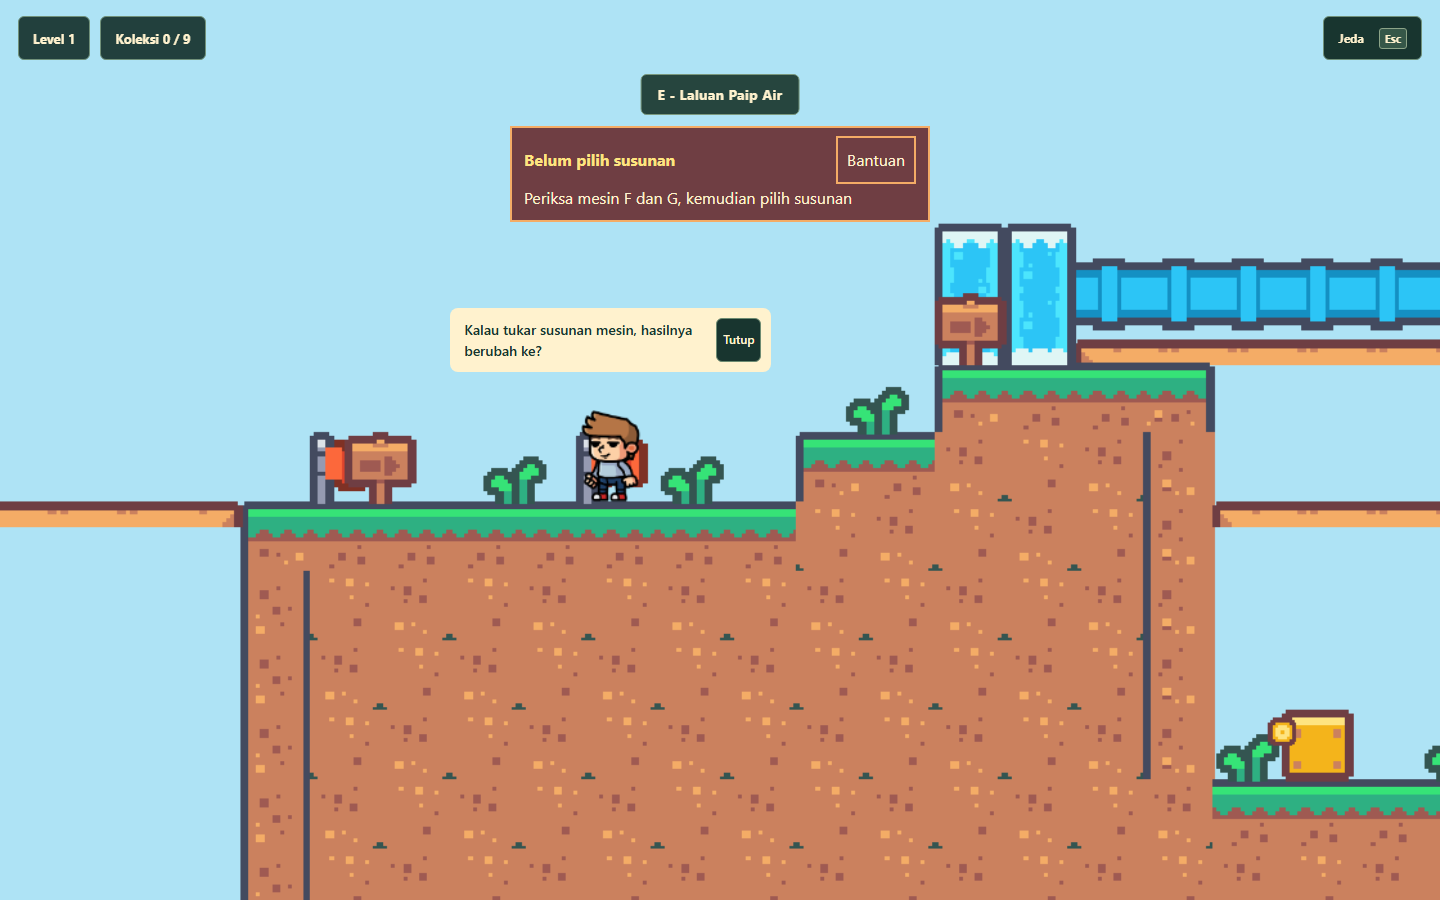 Level 1
Koleksi 0 / 9
Jeda Esc
E - Laluan Paip Air
Belum pilih susunan
Bantuan
Periksa mesin F dan G, kemudian pilih susunan
Kalau tukar susunan mesin, hasilnya
berubah ke?
Tutup